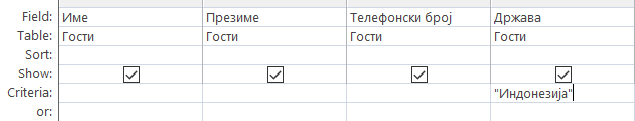 Field: Име Презиме Телефонски број Држава
Table: Гости Гости Гости Гости
Sort:
Show:
Criteria: "Индонезија"
or: